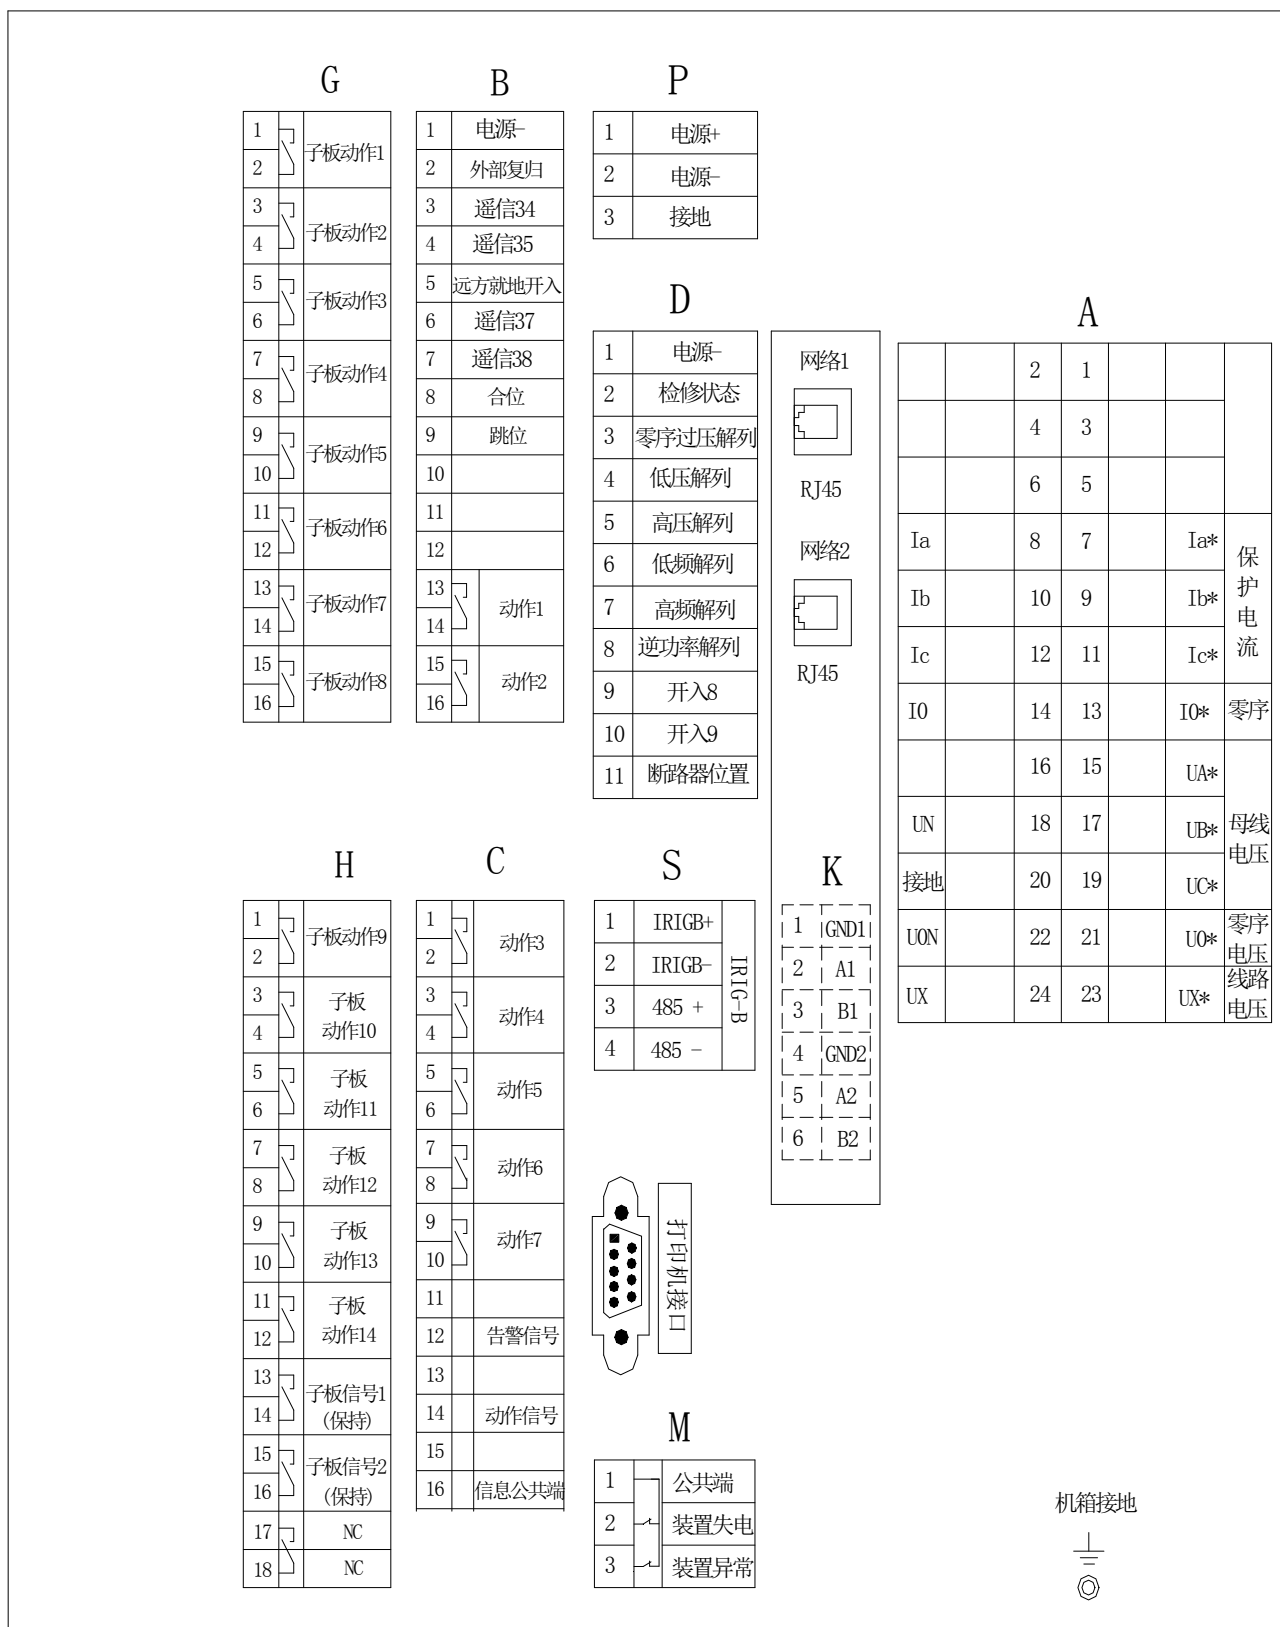 G
1
2
子板动作1
3
4
子板动作2
5
6
子板动作3
7
8
子板动作4
9
10
子板动作5
11
12
子板动作6
13
14
子板动作7
15
16
子板动作8
B
1 电源-
2 外部复归
3 遥信34
4 遥信35
5 远方就地开入
6 遥信37
7 遥信38
8 合位
9 跳位
10
11
12
13
14
动作1
15
16
动作2
P
1 电源+
2 电源-
3 接地
D
1 电源-
2 检修状态
3 零序过压解列
4 低压解列
5 高压解列
6 低频解列
7 高频解列
8 逆功率解列
9 开入8
10 开入9
11 断路器位置
网络1
RJ45
网络2
RJ45
A
2 1
4 3
6 5
Ia 8 7 Ia*
Ib 10 9 Ib*
Ic 12 11 Ic*
保
护
电
流
I0 14 13 I0* 零序
16 15 UA*
UN 18 17 UB*
接地 20 19 UC*
母线
电压
U0N 22 21 U0*
零序
电压
UX 24 23 UX*
线路
电压
H
1
2
子板动作9
3
4
子板
动作10
5
6
子板
动作11
7
8
子板
动作12
9
10
子板
动作13
11
12
子板
动作14
13
14
子板信号1
(保持)
15
16
子板信号2
(保持)
17 NC
18 NC
C
1
2
动作3
3
4
动作4
5
6
动作5
7
8
动作6
9
10
动作7
11
12 告警信号
13
14 动作信号
15
16 信息公共端
S
1 IRIGB+
2 IRIGB-
3 485 +
4 485 -
IRIG-B
K
1 GND1
2 A1
3 B1
4 GND2
5 A2
6 B2
打印机接口
M
1 公共端
2 装置失电
3 装置异常
机箱接地